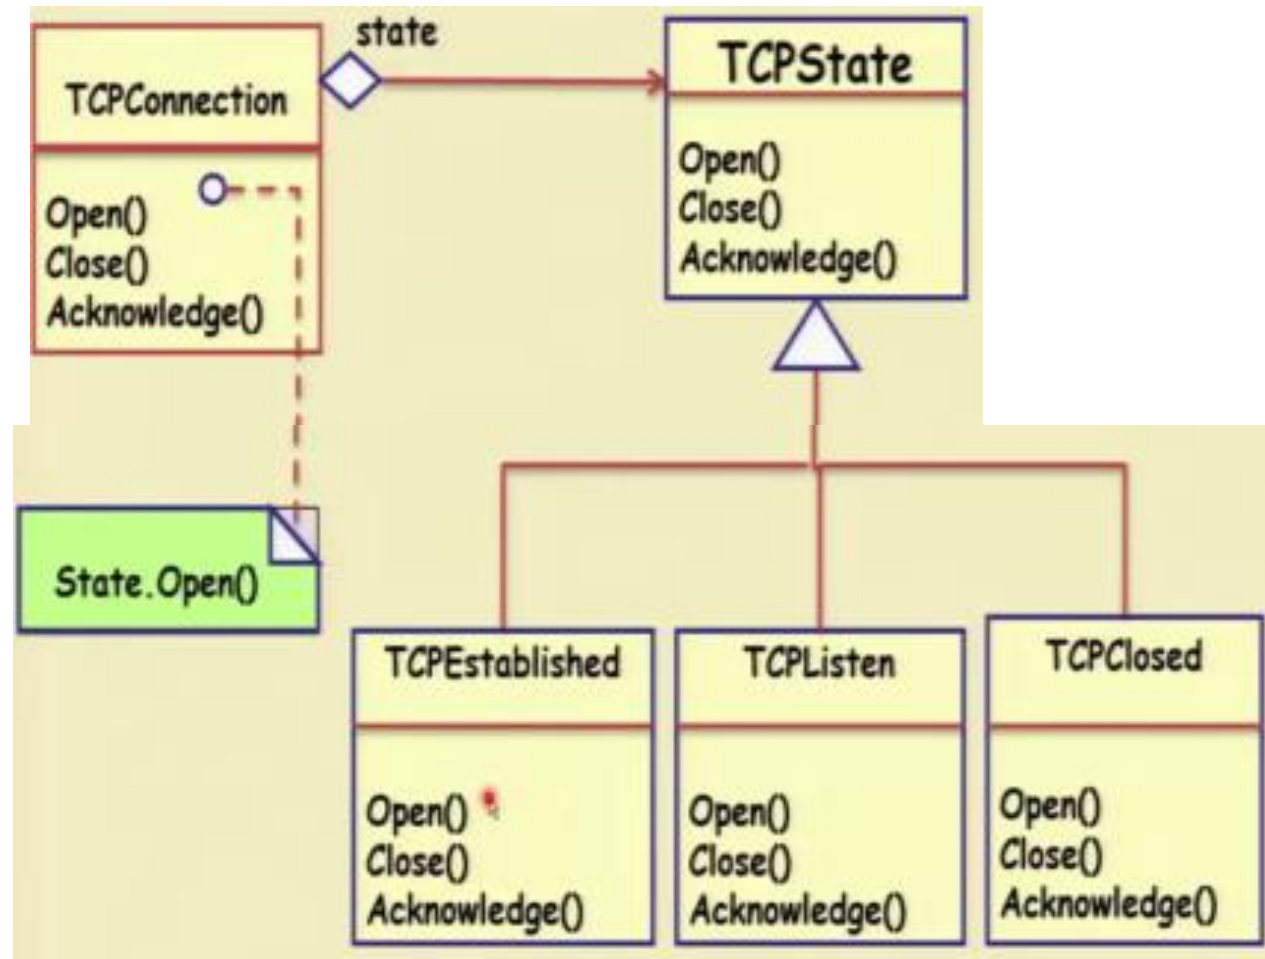 state
TCPConnection
Open()
Close()
Acknowledge()
TCPState
Open()
Close()
Acknowledge()
State.Open()
TCPEstablished
Open()
Close()
Acknowledge()
TCPListen
Open()
Close()
Acknowledge()
TCPClosed
Open()
Close()
Acknowledge()